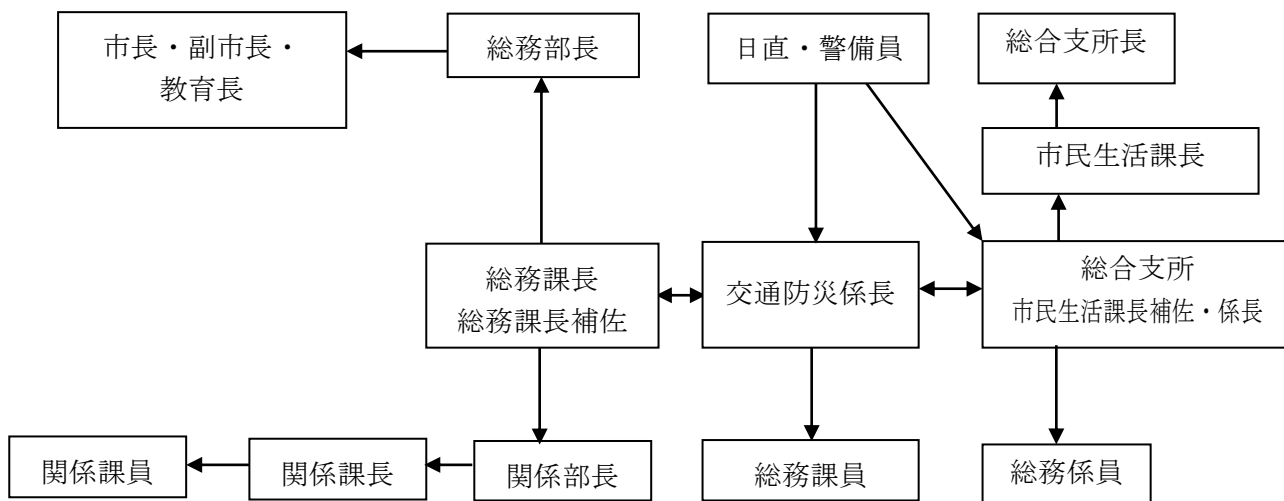 市長・副市長・
教育長
総務部長
日直・警備員
総合支所長
市民生活課長
総務課長
総務課長補佐
交通防災係長
総合支所
市民生活課長補佐・係長
関係課員
関係課長
関係部長
総務課員
総務係員